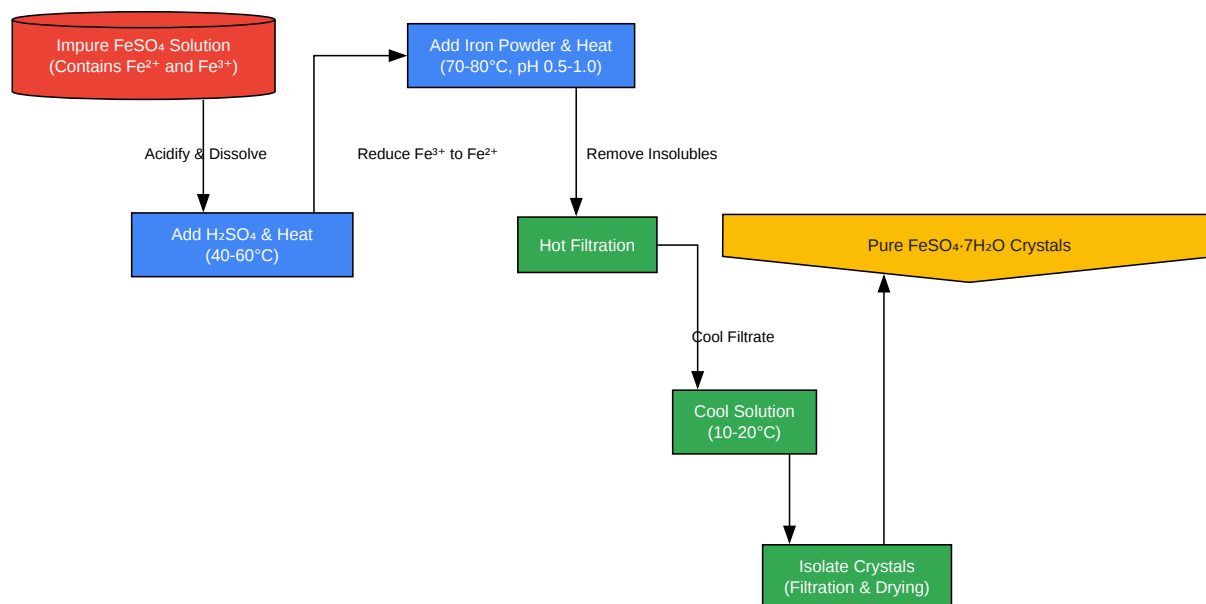 Impure FeSO₄ Solution
(Contains Fe²⁺ and Fe³⁺)
Acidify & Dissolve
Add H₂SO₄ & Heat
(40-60°C)
Reduce Fe³⁺ to Fe²⁺
Add Iron Powder & Heat
(70-80°C, pH 0.5-1.0)
Remove Insolubles
Hot Filtration
Cool Filtrate
Cool Solution
(10-20°C)
Isolate Crystals
(Filtration & Drying)
Pure FeSO₄·7H₂O Crystals